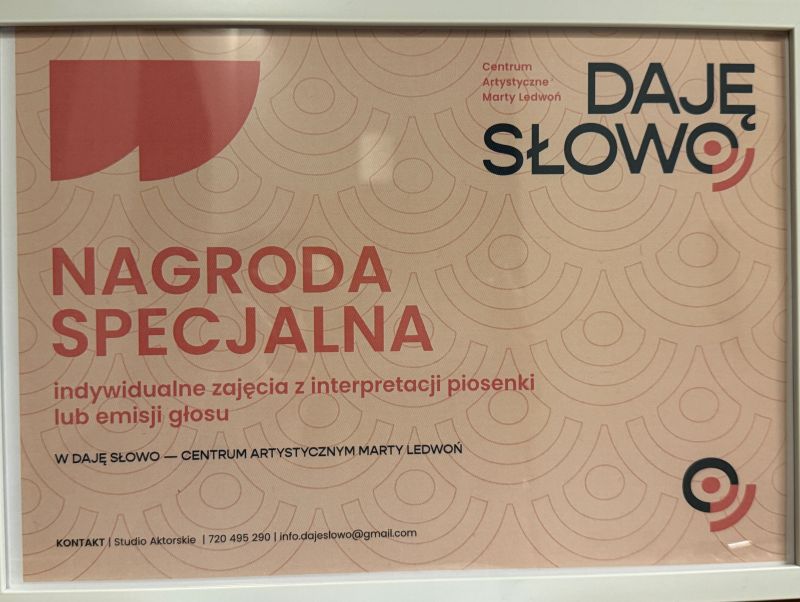 Centrum
Artystyczne
Marty Ledwoń
DAJĘ
SŁOWO
NAGRODA
SPECJALNA
indywidualne zajęcia z interpretacji piosenki
lub emisji głosu
W DAJĘ SŁOWO — CENTRUM ARTYSTYCZNYM MARTY LEDWOŃ
KONTAKT | Studio Aktorskie | 720 495 290 | info.dajeslowo@gmail.com